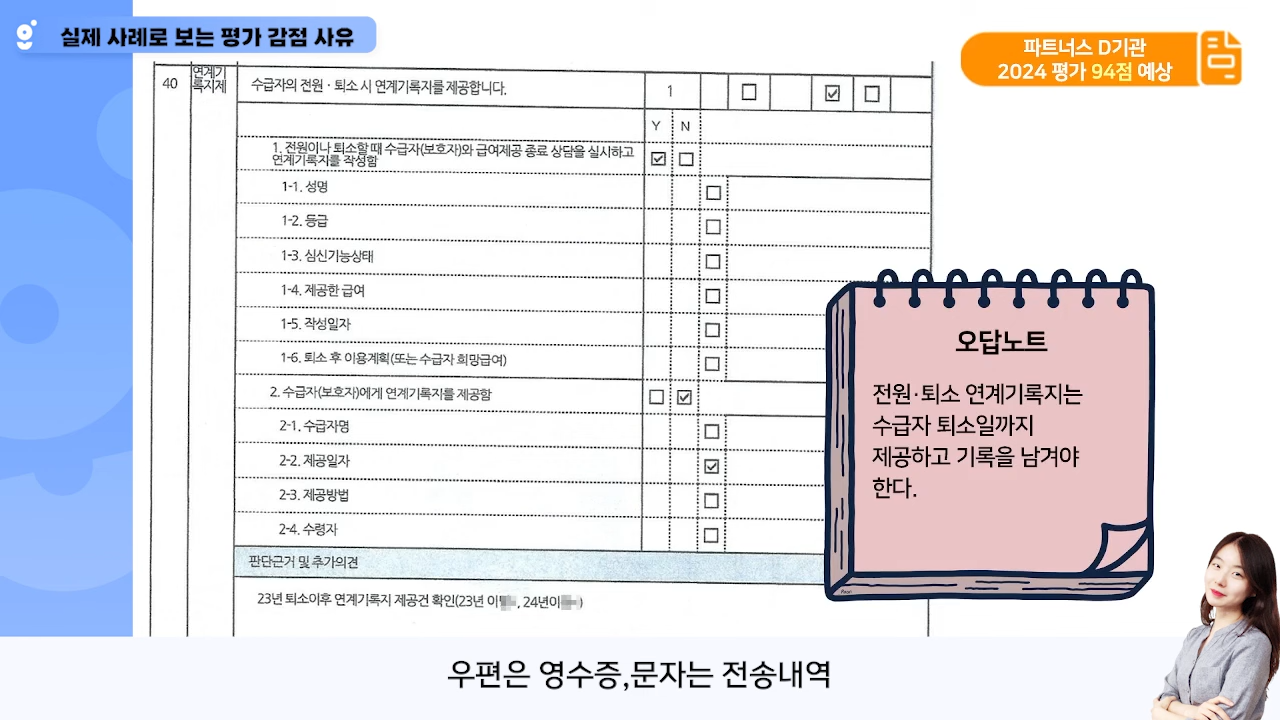 실제 사례로 보는 평가 감점 사유
파트너스 D기관
2024 평가 94점 예상
40
연계기
록지제
수급자의 전원 · 퇴소 시 연계기록지를 제공합니다.
1
Y N
1. 전원이나 퇴소할 때 수급자(보호자)와 급여제공 종료 상담을 실시하고
연계기록지를 작성함
1-1. 성명
1-2. 등급
1-3. 심신기능상태
1-4. 제공한 급여
1-5. 작성일자
1-6. 퇴소 후 이용계획(또는 수급자 희망급여)
2. 수급자(보호자)에게 연계기록지를 제공함
2-1. 수급자명
2-2. 제공일자
2-3. 제공방법
2-4. 수령자
판단근거 및 추가의견
23년 퇴소이후 연계기록지 제공건 확인(23년 이 , 24년이 )
오답노트
전원·퇴소 연계기록지는
수급자 퇴소일까지
제공하고 기록을 남겨야
한다.
우편은 영수증,문자는 전송내역